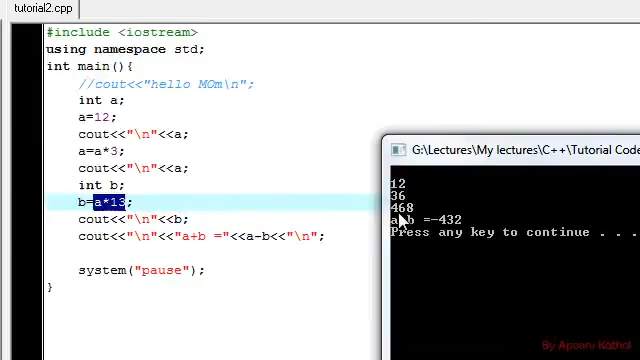 tutorial2.cpp
#include <iostream>
using namespace std;
int main(){
//cout<<"hello MOm\n";
int a;
a=12;
cout<<"\n"<<a;
a=a*3;
cout<<"\n"<<a;
int b;
b=a*13;
cout<<"\n"<<b;
cout<<"\n"<<"a+b ="<<a-b<<"\n";
system("pause");
}
G:\Lectures\My lectures\C++\Tutorial Code
12
36
468
a+b =-432
Press any key to continue . . .
By Apoorv Kathal